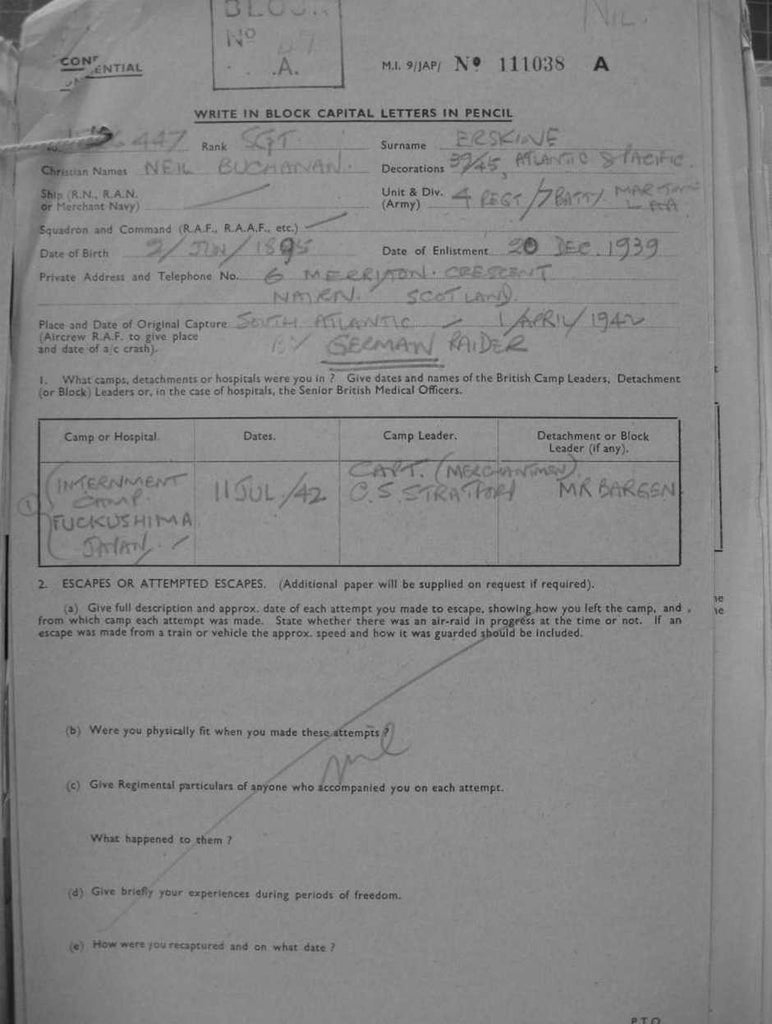 BLOCK
Nº 47
.A.
NIL.
CONF
ENTIAL
M.I. 9/JAP/ Nº 111038 A
WRITE IN BLOCK CAPITAL LETTERS IN PENCIL
447 Rank SGT. Surname ERSKINE
Christian Names NEIL BUCHANAN. Decorations 39/45, ATLANTIC & PACIFIC.
Ship (R.N., R.A.N. Unit & Div. 4 REGT/7 BATTY MARITIME
or Merchant Navy) (Army) L AA
Squadron and Command (R.A.F., R.A.A.F., etc.)
Date of Birth 2/JUN/1895 Date of Enlistment 20 DEC. 1939
Private Address and Telephone No. 6 CRESCENT
NAIRN. SCOTLAND.
Place and Date of Original Capture SOUTH ATLANTIC - 1/APRIL/1942
(Aircrew R.A.F. to give place BY GERMAN RAIDER
and date of a/c crash).
1. What camps, detachments or hospitals were you in ? Give dates and names of the British Camp Leaders, Detachment
(or Block) Leaders or, in the case of hospitals, the Senior British Medical Officers.
Camp or Hospital. Dates. Camp Leader. Detachment or Block
Leader (if any).
CAPT. (MERCHANTMEN).
INTERNMENT 11 JUL/42 C.S. STRATFORD MR BARGEN
CAMP.
① FUCKUSHIMA
JAPAN.
2. ESCAPES OR ATTEMPTED ESCAPES. (Additional paper will be supplied on request if required).
(a) Give full description and approx. date of each attempt you made to escape, showing how you left the camp, and
from which camp each attempt was made. State whether there was an air-raid in progress at the time or not. If an
escape was made from a train or vehicle the approx. speed and how it was guarded should be included.
(b) Were you physically fit when you made these attempts ?
nil
(c) Give Regimental particulars of anyone who accompanied you on each attempt.
What happened to them ?
(d) Give briefly your experiences during periods of freedom.
(e) How were you recaptured and on what date ?
P.T.O.